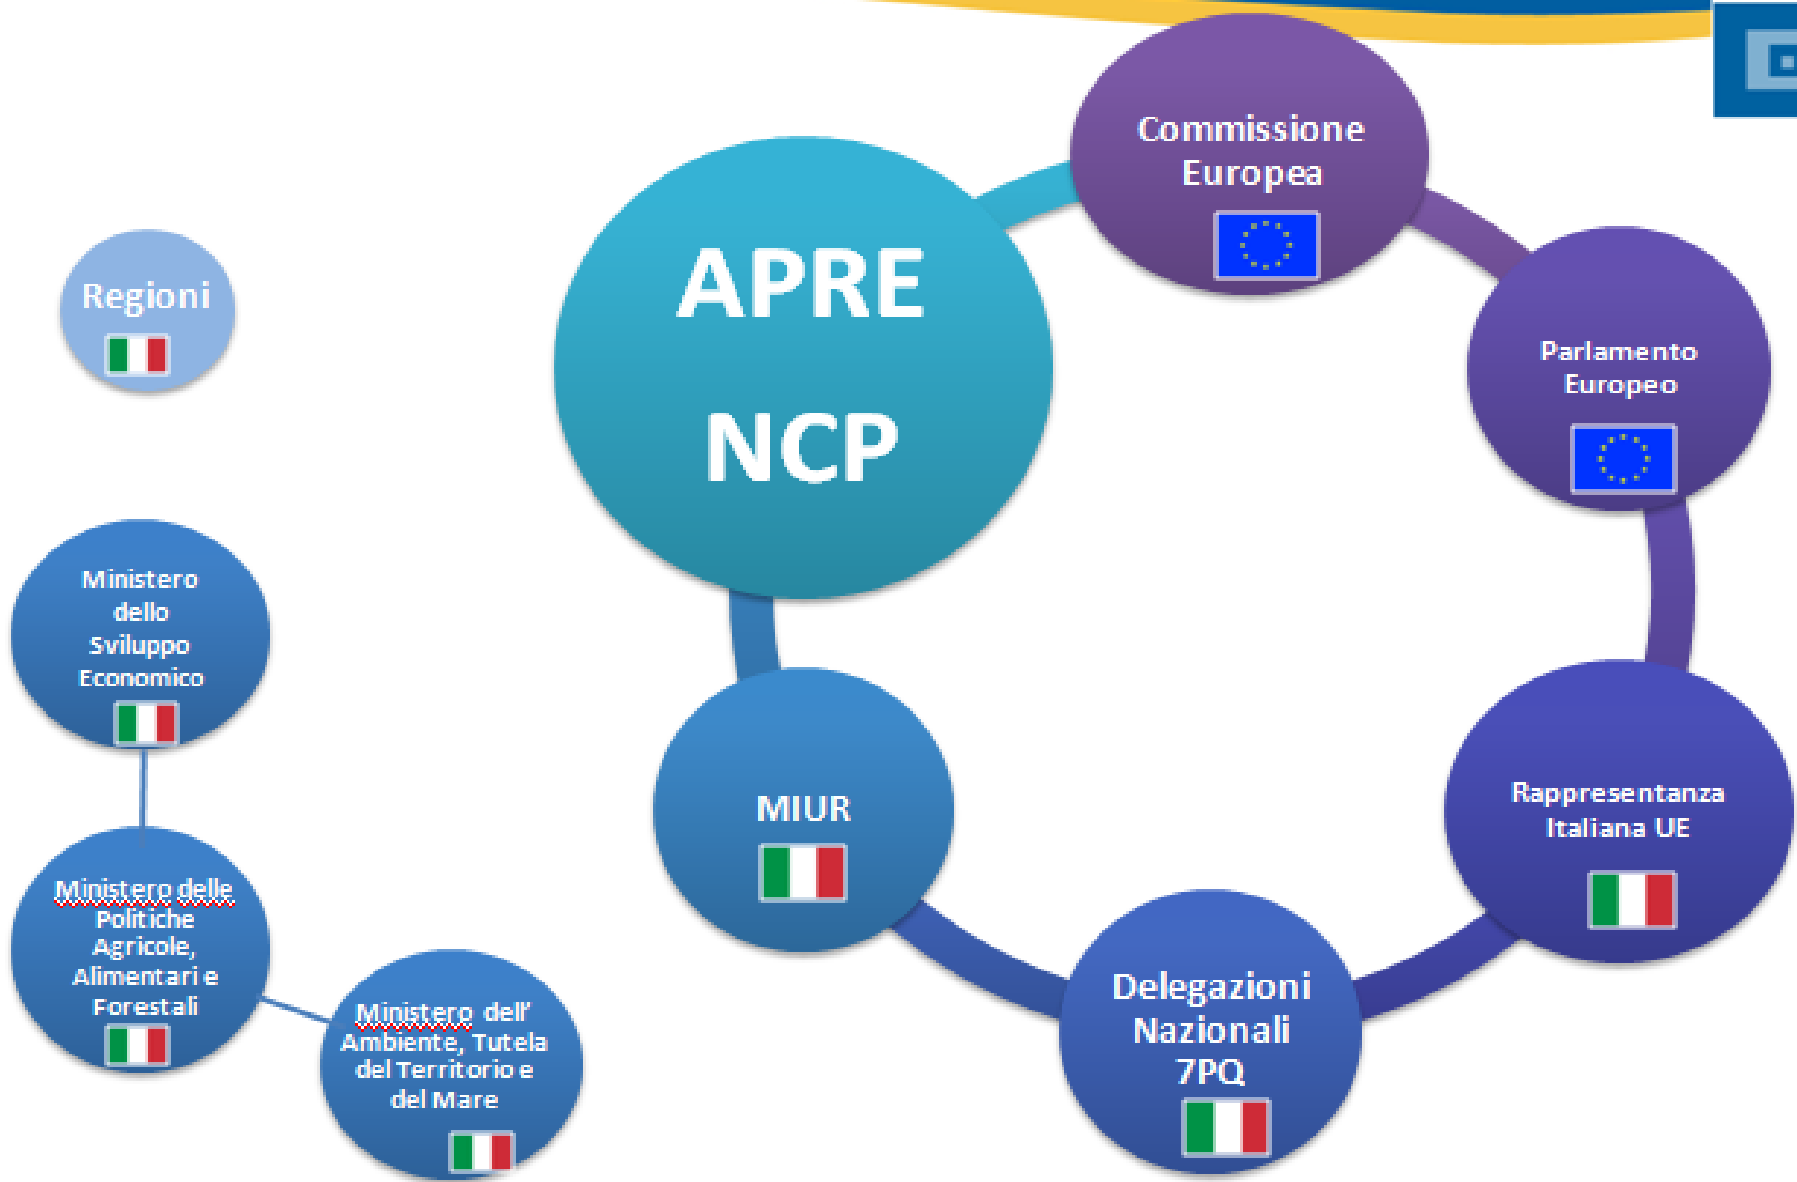 Commissione
Europea
APRE
NCP
Regioni
Parlamento
Europeo
Ministero
dello
Sviluppo
Economico
MIUR
Rappresentanza
Italiana UE
Ministero delle
Politiche
Agricole,
Alimentari e
Forestali
Delegazioni
Nazionali
7PQ
Ministero dell'
Ambiente, Tutela
del Territorio e
del Mare